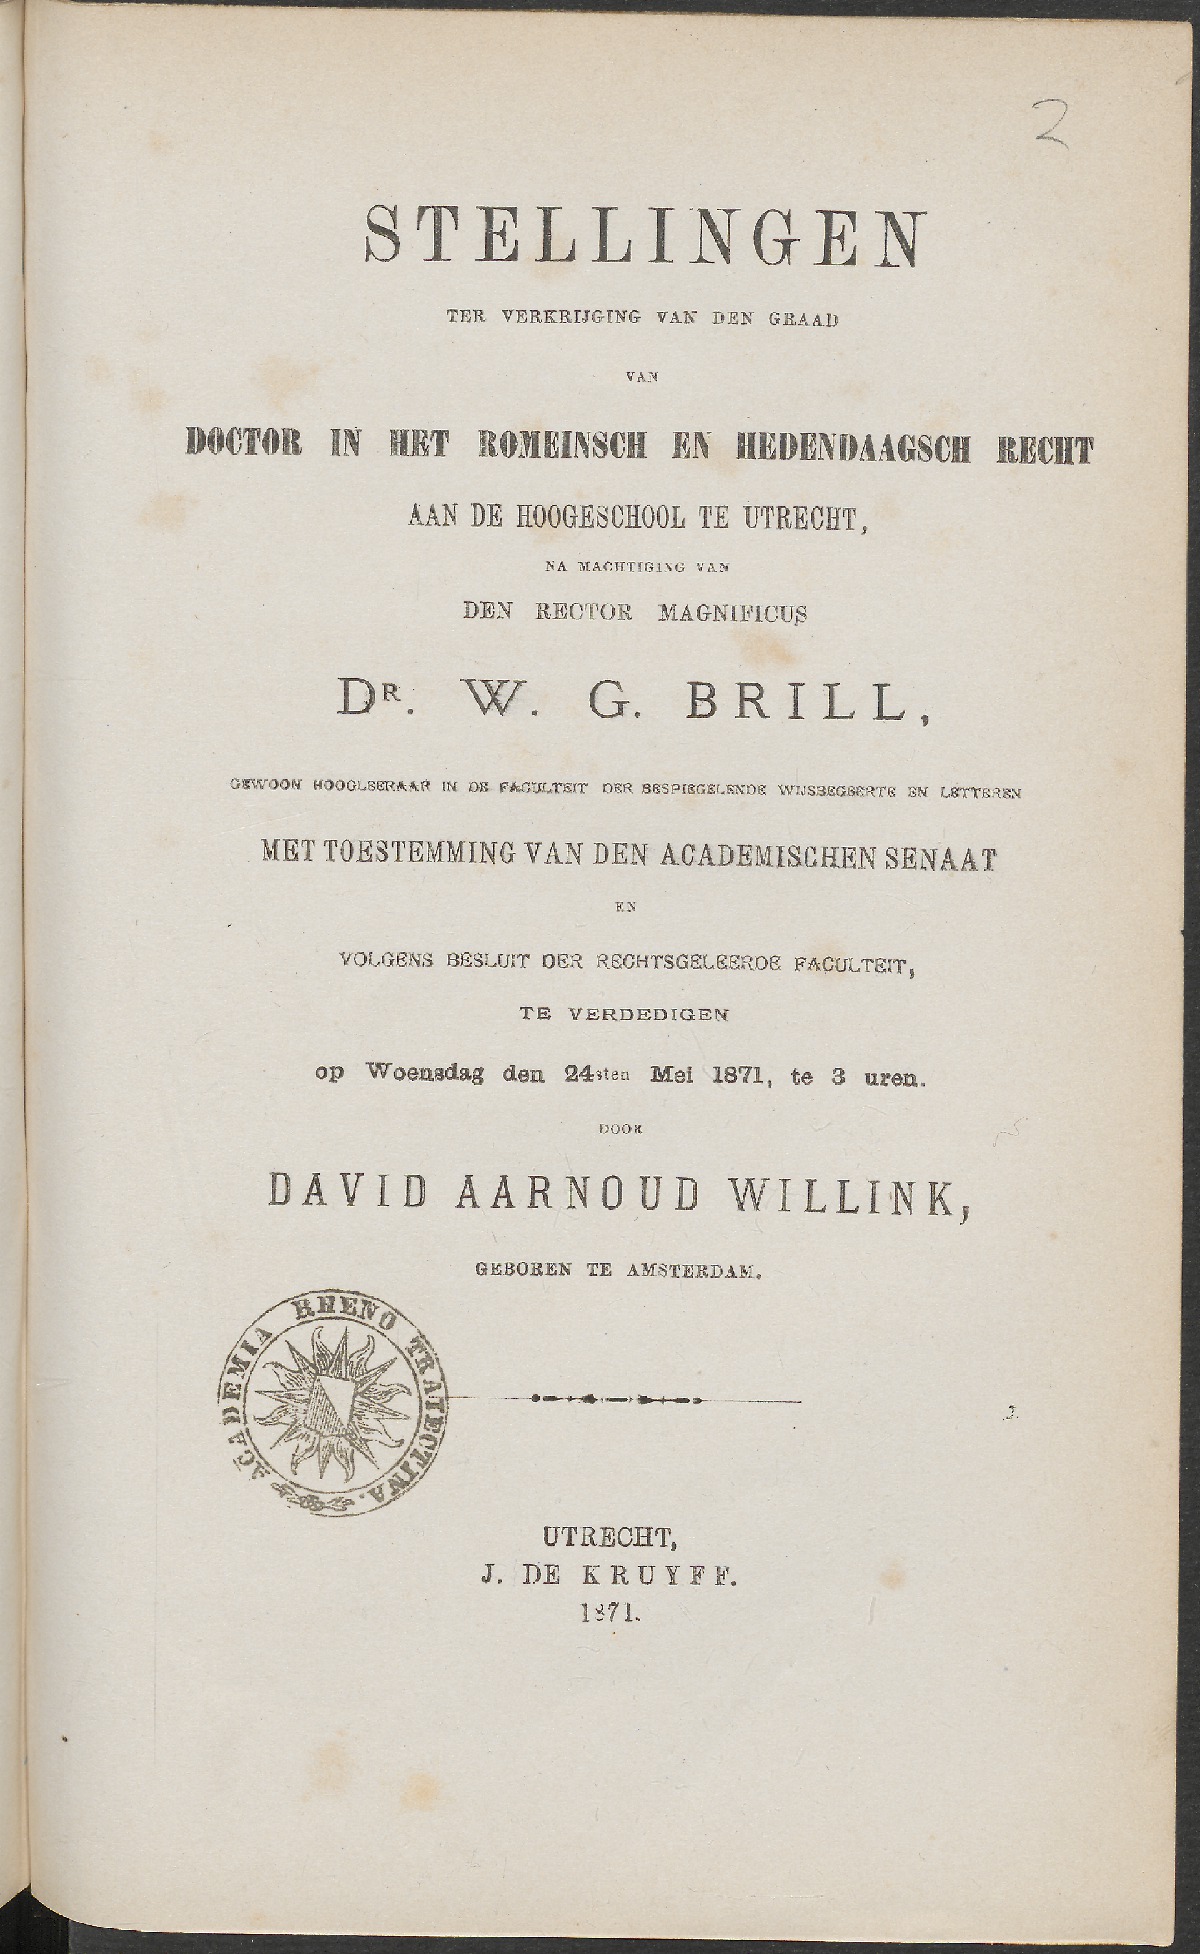 2
STELLINGEN
TER VERKRIJGING VAN DEN GRAAD
VAN
DOCTOR IN HET ROMEINSCH EN HEDENDAAGSCH RECHT
AAN DE HOOGESCHOOL TE UTRECHT,
NA MACHTIGING VAN
DEN RECTOR MAGNIFICUS
DR. W. G. BRILL,
GEWOON HOOGLEERAAR IN DE FACULTEIT DER BESPIEGELENDE WIJSBEGEERTE EN LETTEREN
MET TOESTEMMING VAN DEN ACADEMISCHEN SENAAT
EN
VOLGENS BESLUIT DER RECHTSGELEERDE FACULTEIT,
TE VERDEDIGEN
op Woensdag den 24sten Mei 1871, te 3 uren.
DOOR
DAVID AARNOUD WILLINK,
GEBOREN TE AMSTERDAM.
ACADEMIA RHENO TRAIECTINA.
UTRECHT,
J. DE KRUYFF.
1871.